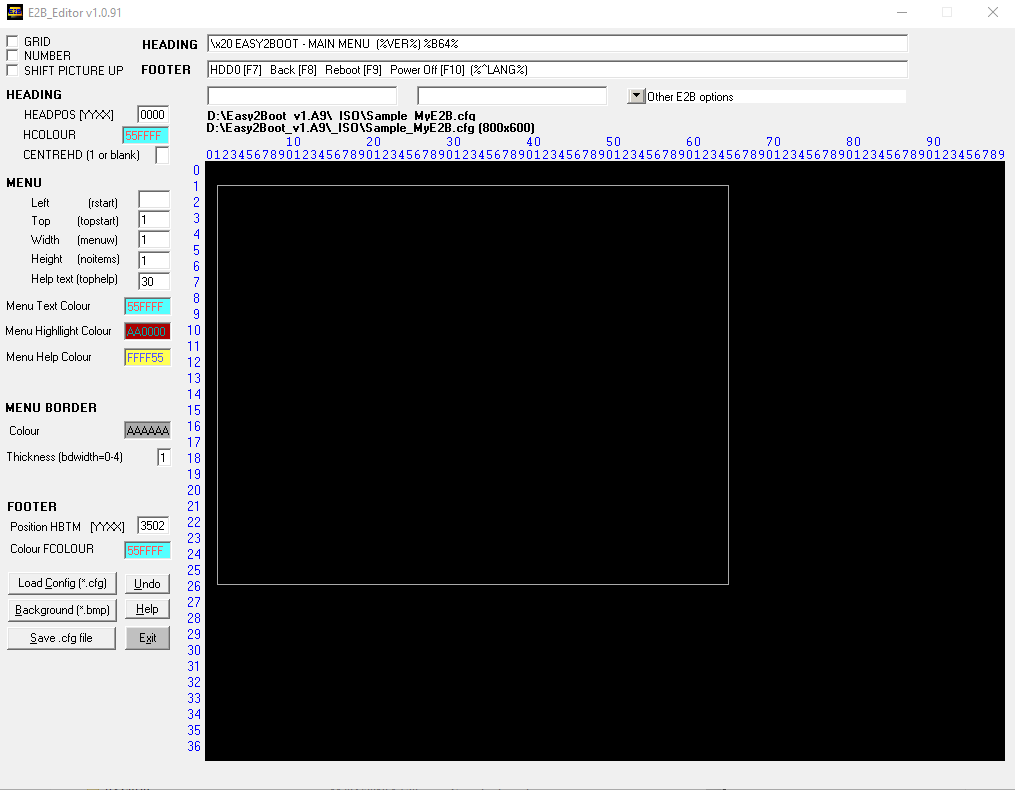 E2B_Editor v1.0.91
GRID
NUMBER
SHIFT PICTURE UP
HEADING \x20 EASY2BOOT - MAIN MENU (%VER%) %B64%
FOOTER HDD0 [F7] Back [F8] Reboot [F9] Power Off [F10] (%^LANG%)
Other E2B options
D:\Easy2Boot_v1.A9\_ISO\Sample_MyE2B.cfg
D:\Easy2Boot_v1.A9\_ISO\Sample_MyE2B.cfg (800x600)
10 20 30 40 50 60 70 80 90
0123456789012345678901234567890123456789012345678901234567890123456789012345678901234567890123456789
HEADING
HEADPOS [YYXX] 0000
HCOLOUR 55FFFF
CENTREHD (1 or blank)
MENU
Left (rstart)
Top (topstart) 1
Width (menuw) 1
Height (noitems) 1
Help text (tophelp) 30
Menu Text Colour 55FFFF
Menu Highllight Colour AA0000
Menu Help Colour FFFF55
MENU BORDER
Colour AAAAAA
Thickness (bdwidth=0-4) 1
FOOTER
Position HBTM [YYXX] 3502
Colour FCOLOUR 55FFFF
Load Config (*.cfg) Undo
Background (*.bmp) Help
Save .cfg file Exit
0
1
2
3
4
5
6
7
8
9
10
11
12
13
14
15
16
17
18
19
20
21
22
23
24
25
26
27
28
29
30
31
32
33
34
35
36